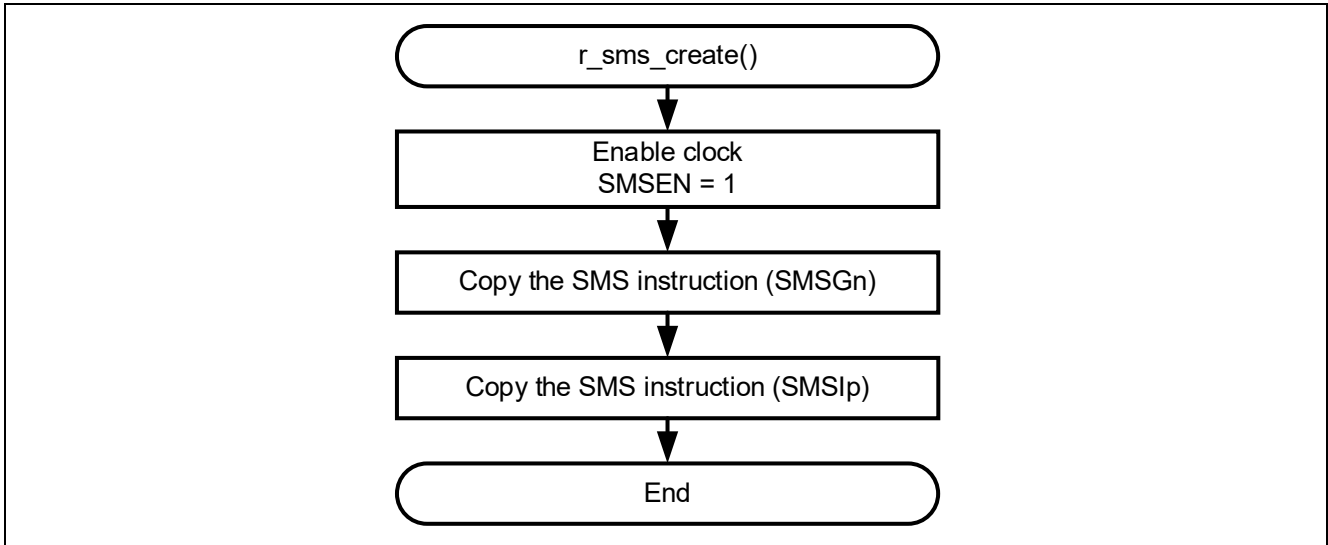 r_sms_create()
Enable clock
SMSEN = 1
Copy the SMS instruction (SMSGn)
Copy the SMS instruction (SMSIp)
End